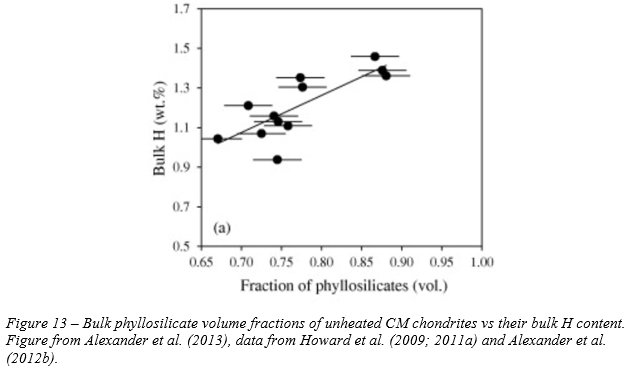 1.7
1.5
1.3
1.1
0.9
0.7
0.5
Bulk H (wt.%)
(a)
0.65 0.70 0.75 0.80 0.85 0.90 0.95 1.00
Fraction of phyllosilicates (vol.)
Figure 13 – Bulk phyllosilicate volume fractions of unheated CM chondrites vs their bulk H content.
Figure from Alexander et al. (2013), data from Howard et al. (2009; 2011a) and Alexander et al.
(2012b).